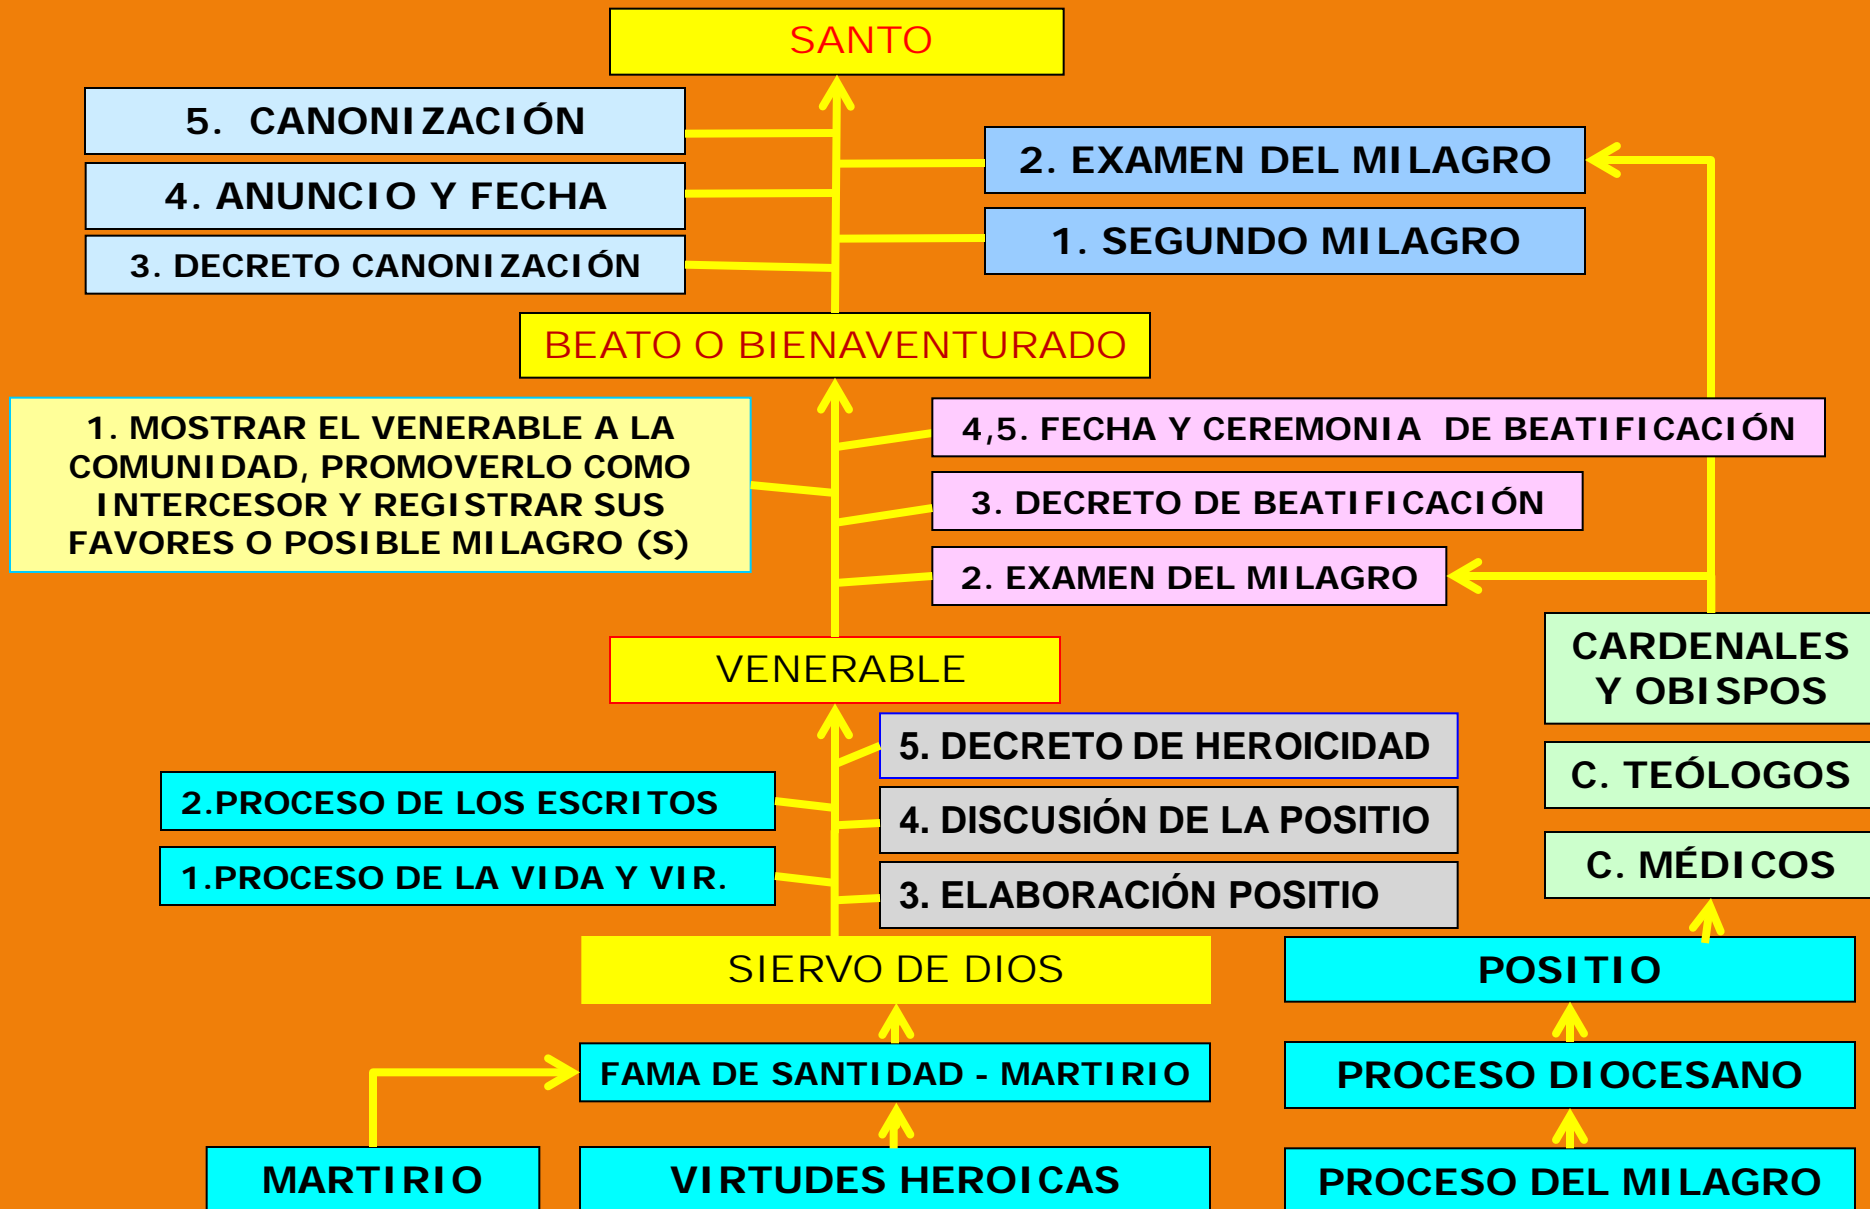 SANTO
5. CANONIZACIÓN
4. ANUNCIO Y FECHA
3. DECRETO CANONIZACIÓN
2. EXAMEN DEL MILAGRO
1. SEGUNDO MILAGRO
BEATO O BIENAVENTURADO
1. MOSTRAR EL VENERABLE A LA
COMUNIDAD, PROMOVERLO COMO
INTERCESOR Y REGISTRAR SUS
FAVORES O POSIBLE MILAGRO (S)
4,5. FECHA Y CEREMONIA DE BEATIFICACIÓN
3. DECRETO DE BEATIFICACIÓN
2. EXAMEN DEL MILAGRO
VENERABLE
CARDENALES
Y OBISPOS
C. TEÓLOGOS
C. MÉDICOS
5. DECRETO DE HEROICIDAD
4. DISCUSIÓN DE LA POSITIO
3. ELABORACIÓN POSITIO
2.PROCESO DE LOS ESCRITOS
1.PROCESO DE LA VIDA Y VIR.
SIERVO DE DIOS
POSITIO
FAMA DE SANTIDAD - MARTIRIO
PROCESO DIOCESANO
MARTIRIO
VIRTUDES HEROICAS
PROCESO DEL MILAGRO